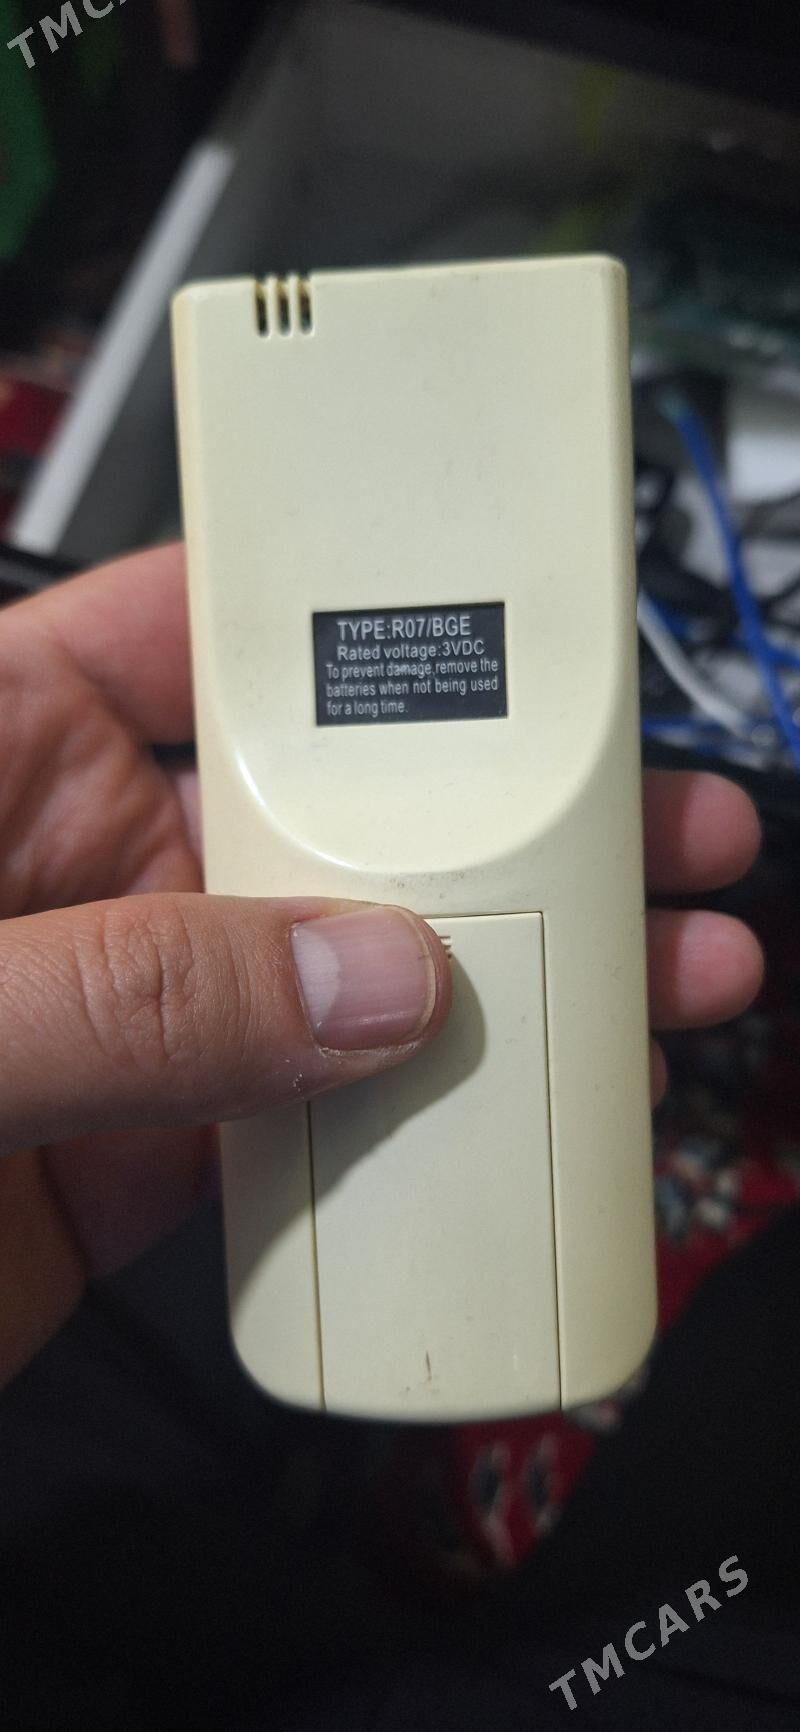 TMCA
TYPE:R07/BGE
Rated voltage:3VDC
To prevent damage,remove the
batteries when not being used
for a long time.
TMCARS